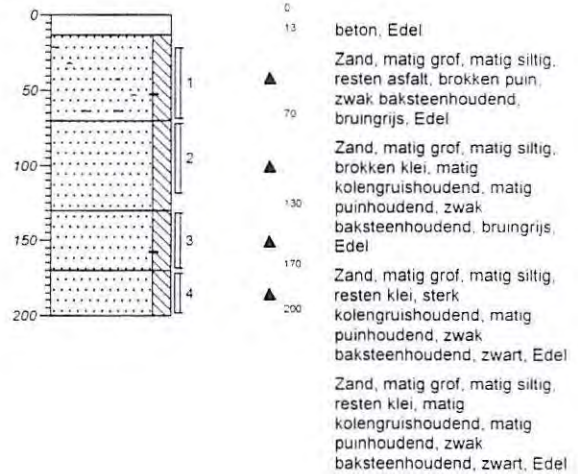 0
50
100
150
200
1
2
3
4
0
13
70
130
170
200
beton, Edel
Zand, matig grof, matig siltig,
resten asfalt, brokken puin,
zwak baksteenhoudend,
bruingrijs, Edel
Zand, matig grof, matig siltig,
brokken klei, matig
kolengruishoudend, matig
puinhoudend, zwak
baksteenhoudend, bruingrijs,
Edel
Zand, matig grof, matig siltig,
resten klei, sterk
kolengruishoudend, matig
puinhoudend, zwak
baksteenhoudend, zwart, Edel
Zand, matig grof, matig siltig,
resten klei, matig
kolengruishoudend, matig
puinhoudend, zwak
baksteenhoudend, zwart, Edel